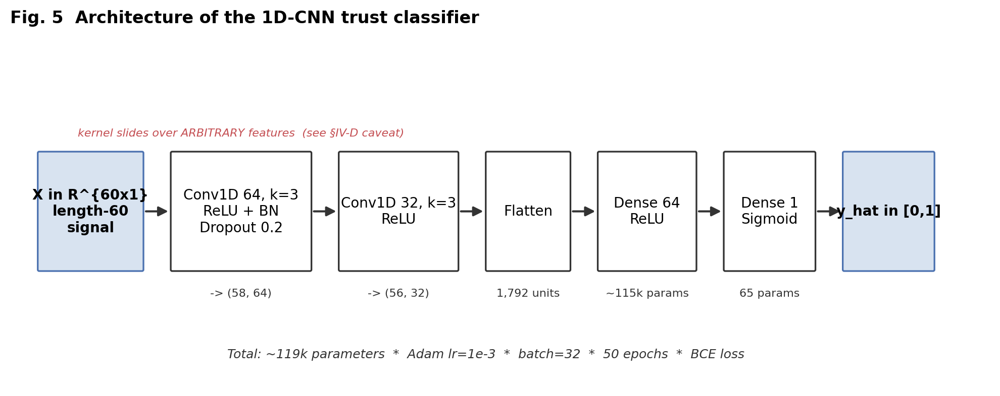 Fig. 5  Architecture of the 1D-CNN trust classifier
kernel slides over ARBITRARY features  (see §IV-D caveat)
X in R^{60x1}
length-60
signal
Conv1D 64, k=3
ReLU + BN
Dropout 0.2
Conv1D 32, k=3
ReLU
Flatten
Dense 64
ReLU
Dense 1
Sigmoid
y_hat in [0,1]
-> (58, 64)
-> (56, 32)
1,792 units
~115k params
65 params
Total: ~119k parameters  *  Adam lr=1e-3  *  batch=32  *  50 epochs  *  BCE loss